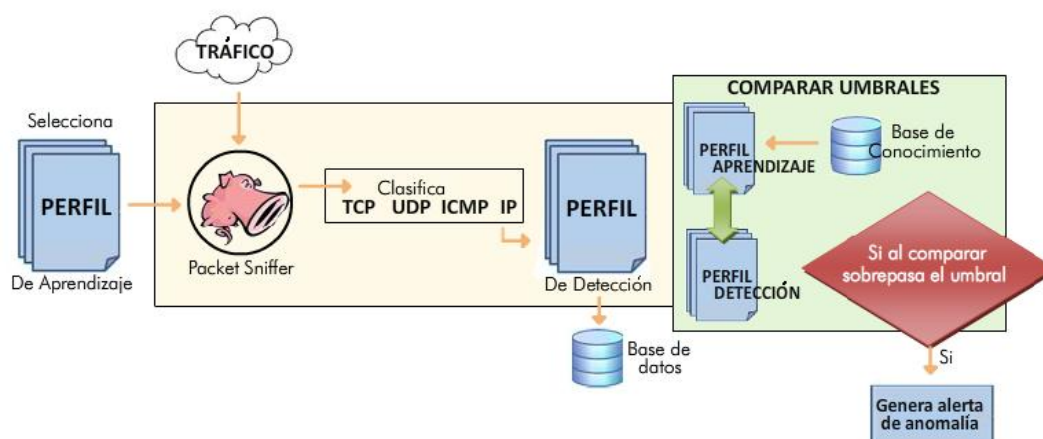 TRÁFICO
Selecciona
PERFIL
De Aprendizaje
Packet Sniffer
Clasifica
TCP UDP ICMP IP
PERFIL
De Detección
Base de
datos
COMPARAR UMBRALES
PERFIL
APRENDIZAJE
Base de
Conocimiento
PERFIL
DETECCIÓN
Si al comparar
sobrepasa el umbral
Si
Genera alerta
de anomalía